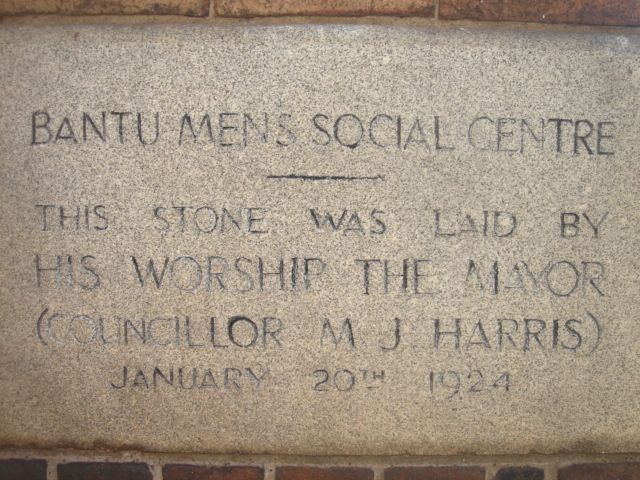 BANTU MENS SOCIAL CENTRE
THIS STONE WAS LAID BY
HIS WORSHIP THE MAYOR
(COUNCILLOR M. J. HARRIS)
JANUARY 20TH 1924